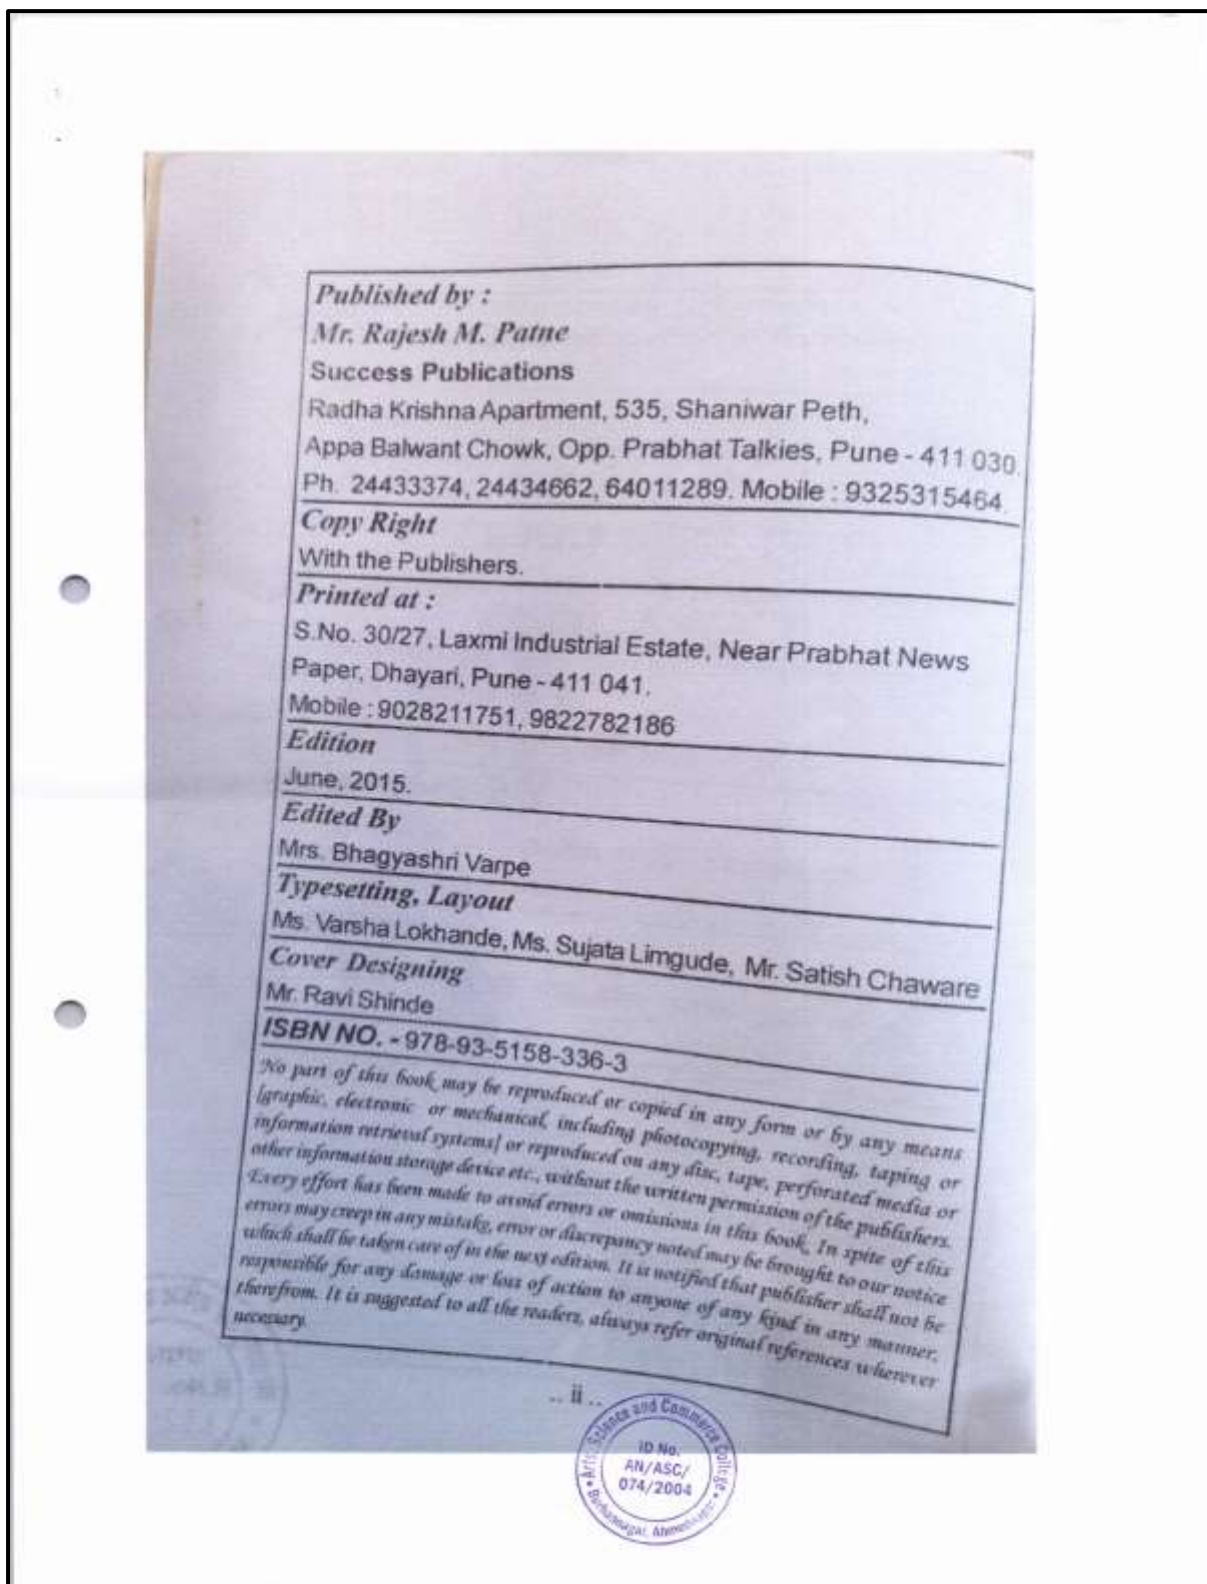 Published by :
Mr. Rajesh M. Patne
Success Publications
Radha Krishna Apartment, 535, Shaniwar Peth,
Appa Balwant Chowk, Opp. Prabhat Talkies, Pune - 411 030.
Ph. 24433374, 24434662, 64011289. Mobile : 9325315464.
Copy Right
With the Publishers.
Printed at :
S.No. 30/27, Laxmi Industrial Estate, Near Prabhat News
Paper, Dhayari, Pune - 411 041.
Mobile : 9028211751, 9822782186
Edition
June, 2015.
Edited By
Mrs. Bhagyashri Varpe
Typesetting, Layout
Ms. Varsha Lokhande, Ms. Sujata Limgude, Mr. Satish Chaware
Cover Designing
Mr. Ravi Shinde
ISBN NO. - 978-93-5158-336-3
No part of this book may be reproduced or copied in any form or by any means
[graphic, electronic or mechanical, including photocopying, recording, taping or
information retrieval systems] or reproduced on any disc, tape, perforated media or
other information storage device etc., without the written permission of the publishers.
Every effort has been made to avoid errors or omissions in this book. In spite of this
errors may creep in any mistake, error or discrepancy noted may be brought to our notice
which shall be taken care of in the next edition. It is notified that publisher shall not be
responsible for any damage or loss of action to anyone of any kind in any manner,
therefrom. It is suggested to all the readers, always refer original references wherever
necessary.
.. ii ..
Arts, Science and Commerce College
ID No.
AN/ASC/
074/2004
Burhannagar, Ahmednagar